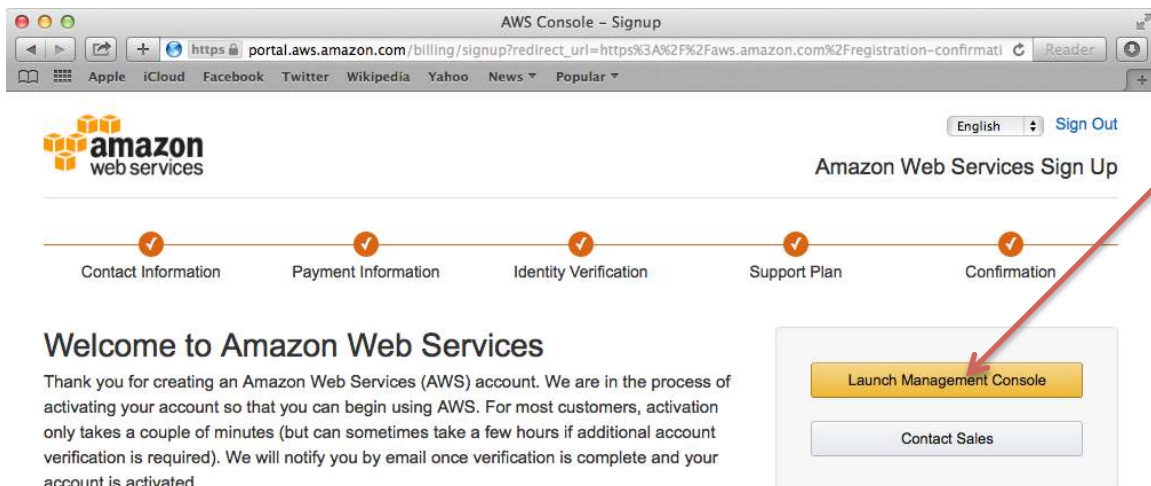 AWS Console – Signup
https portal.aws.amazon.com/billing/signup?redirect_url=https%3A%2F%2Faws.amazon.com%2Fregistration-confirmati Reader
Apple iCloud Facebook Twitter Wikipedia Yahoo News Popular
English Sign Out
amazon
web services
Amazon Web Services Sign Up
Contact Information Payment Information Identity Verification Support Plan Confirmation
Welcome to Amazon Web Services
Thank you for creating an Amazon Web Services (AWS) account. We are in the process of
activating your account so that you can begin using AWS. For most customers, activation
only takes a couple of minutes (but can sometimes take a few hours if additional account
verification is required). We will notify you by email once verification is complete and your
account is activated
Launch Management Console
Contact Sales